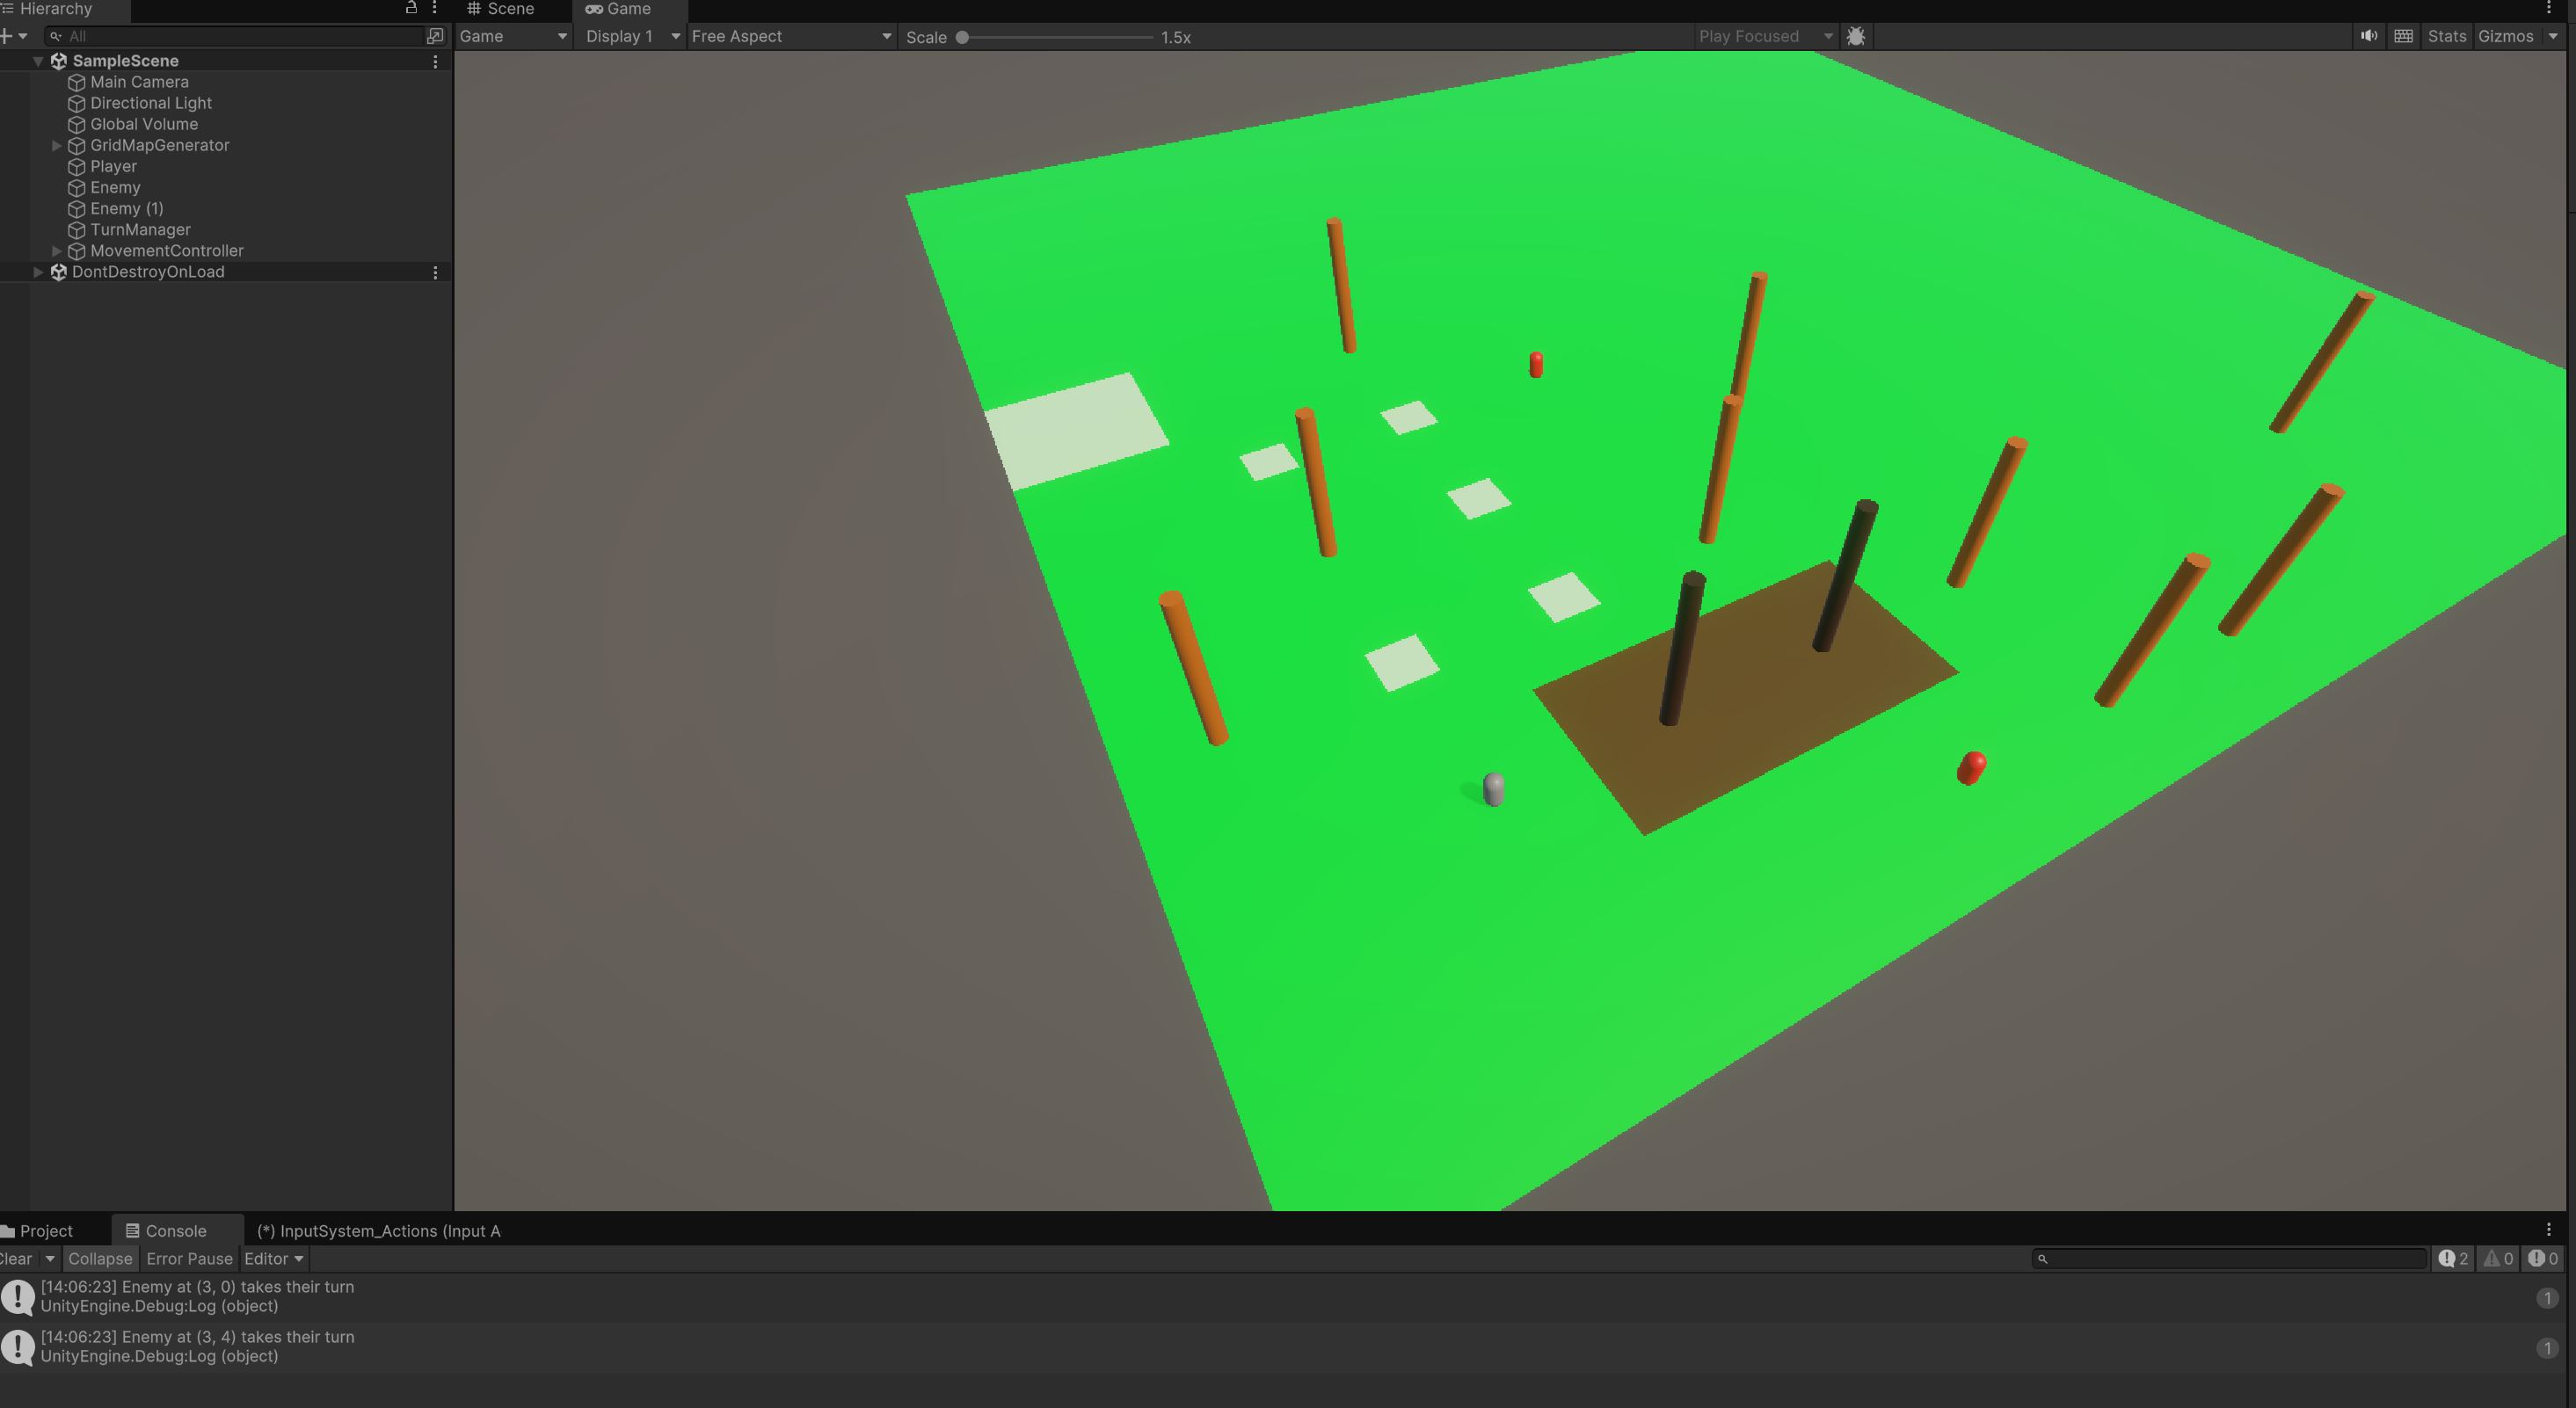 Hierarchy
All
SampleScene
Main Camera
Directional Light
Global Volume
GridMapGenerator
Player
Enemy
Enemy (1)
TurnManager
MovementController
DontDestroyOnLoad
Scene Game
Game Display 1 Free Aspect Scale 1.5x Play Focused Stats Gizmos
Project Console (*) InputSystem_Actions (Input A
Collapse Error Pause Editor 2 0 0
[14:06:23] Enemy at (3, 0) takes their turn
UnityEngine.Debug:Log (object)
1
[14:06:23] Enemy at (3, 4) takes their turn
UnityEngine.Debug:Log (object)
1